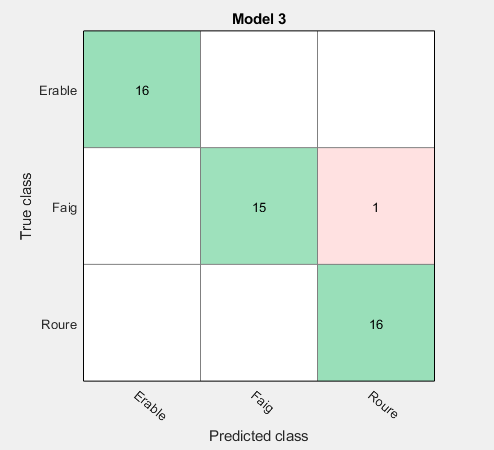 Model 3
Erable
16
Faig
15
1
Roure
16
True class
Erable
Faig
Roure
Predicted class